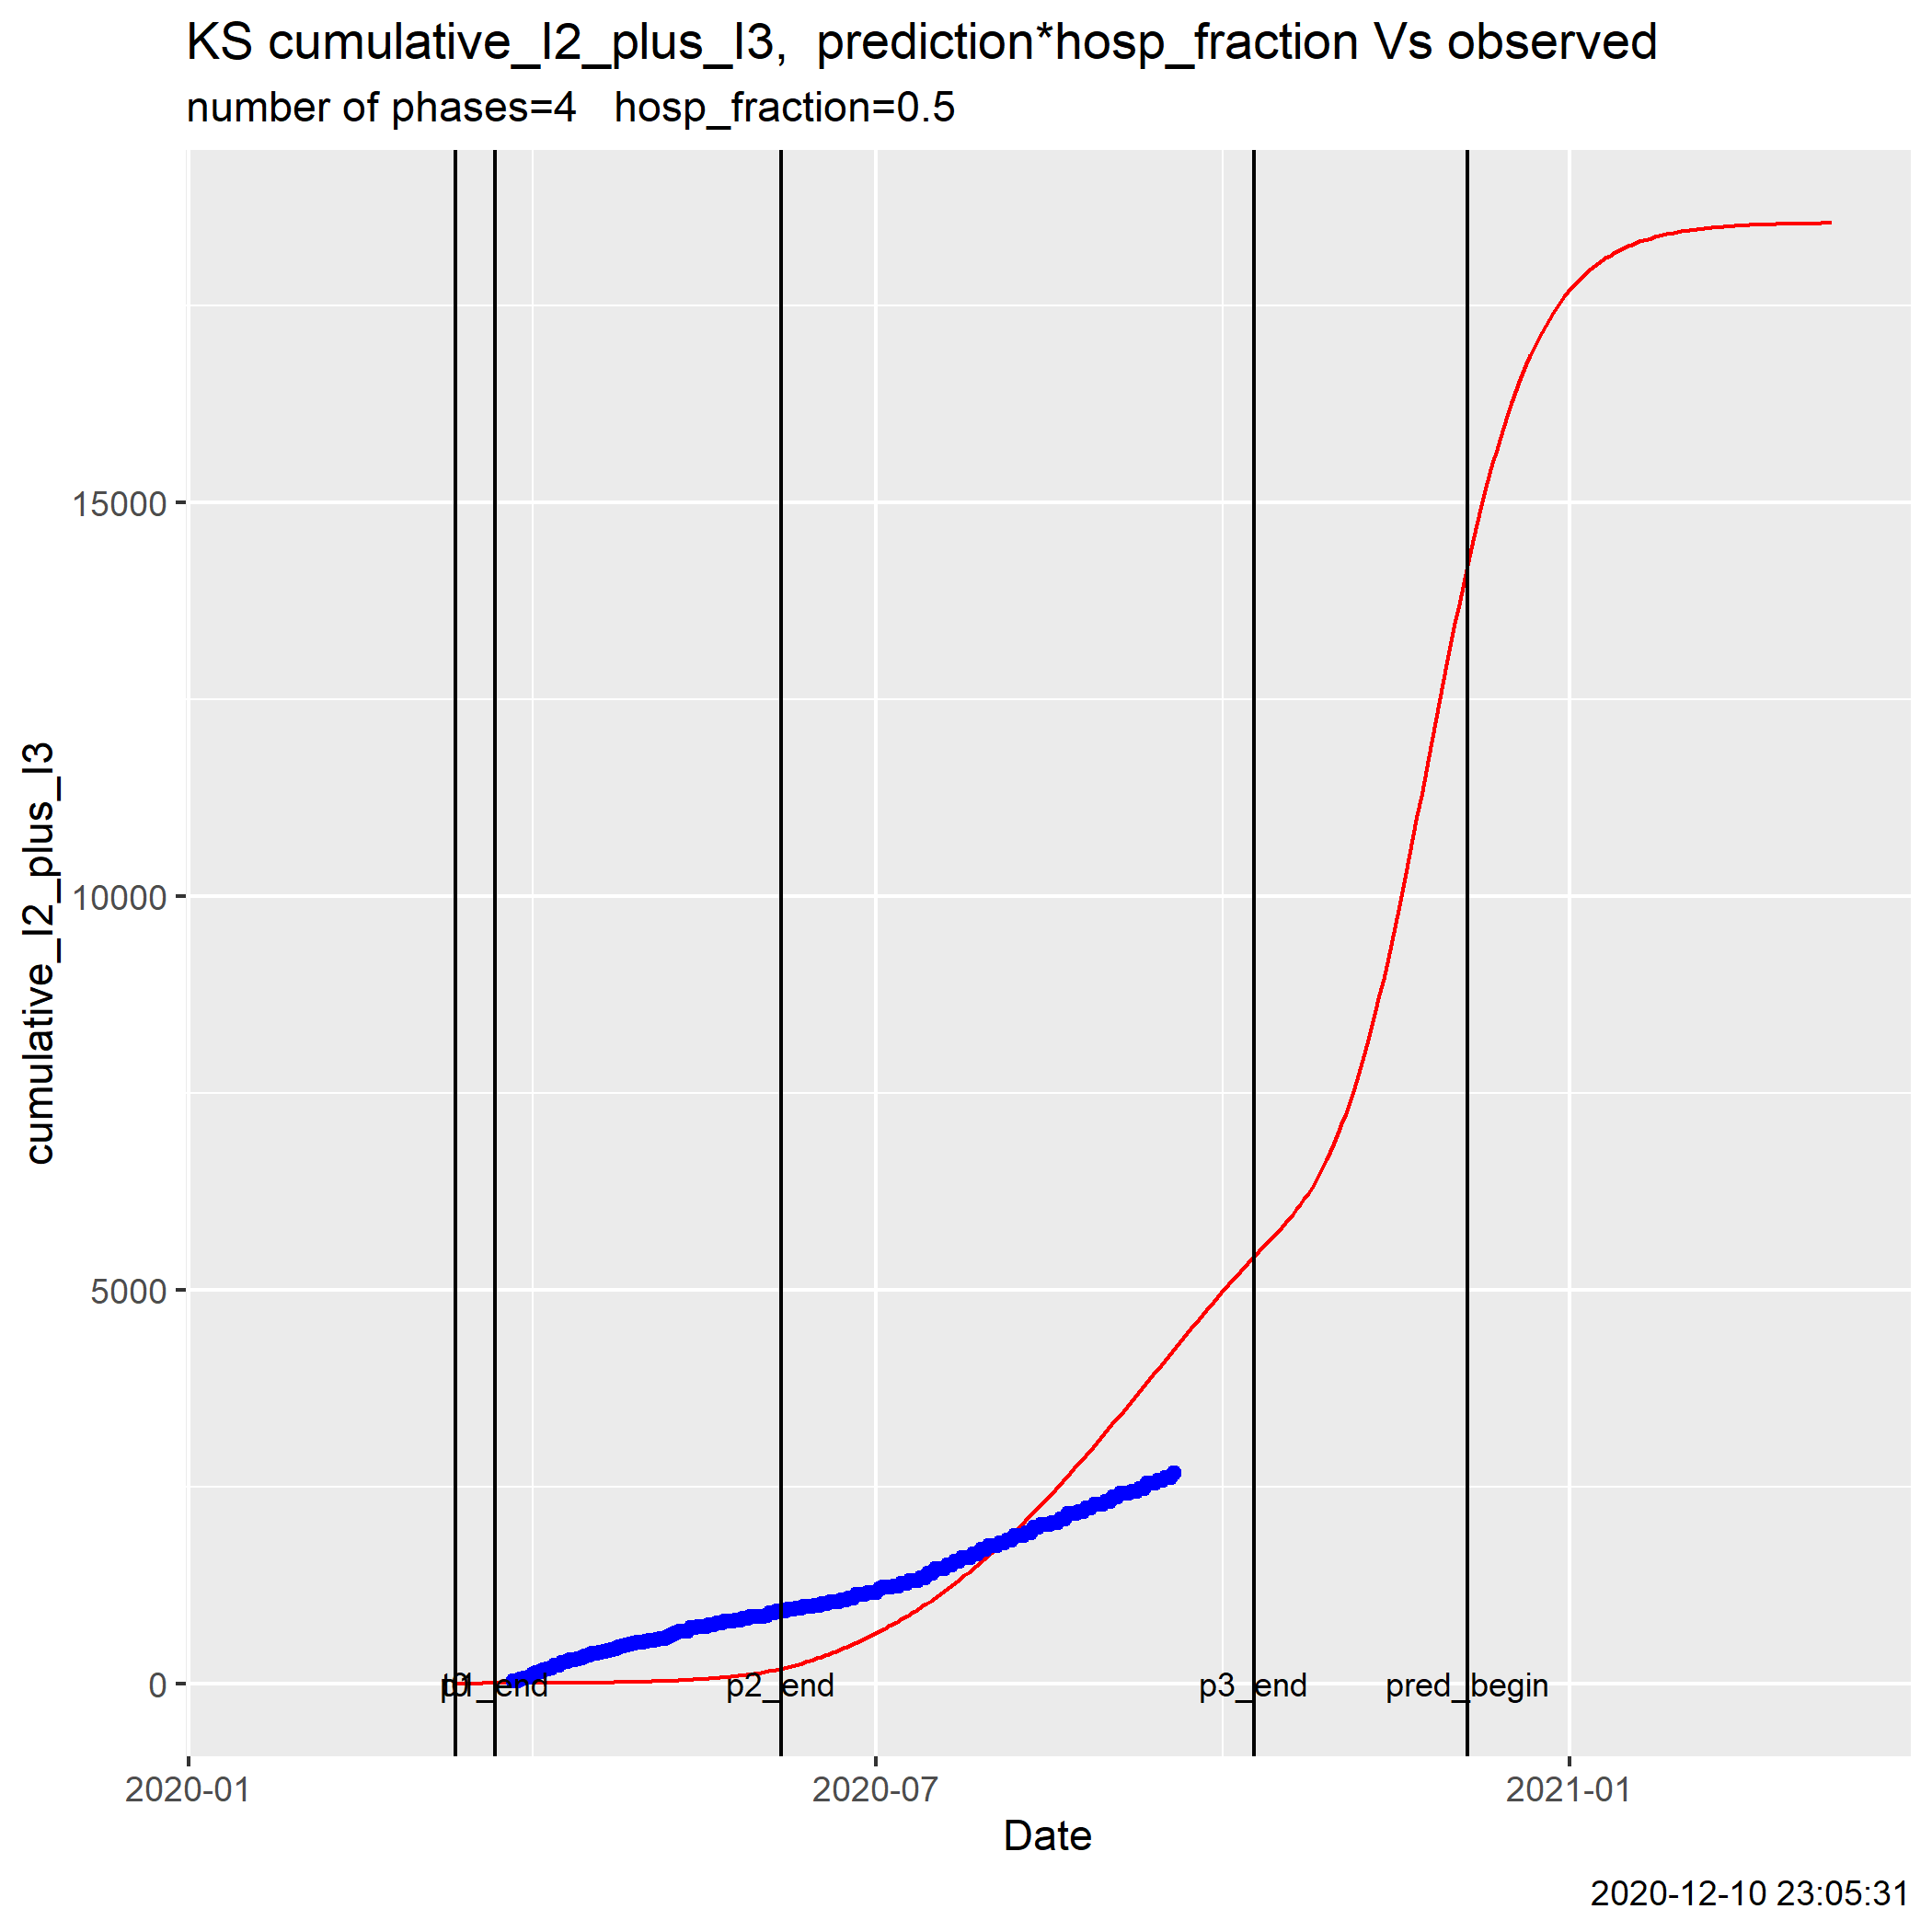 KS cumulative_I2_plus_I3,  prediction*hosp_fraction Vs observed
number of phases=4   hosp_fraction=0.5
cumulative_I2_plus_I3
15000
10000
5000
0
p1_end
p2_end
p3_end
pred_begin
2020-01
2020-07
2021-01
Date
2020-12-10 23:05:31